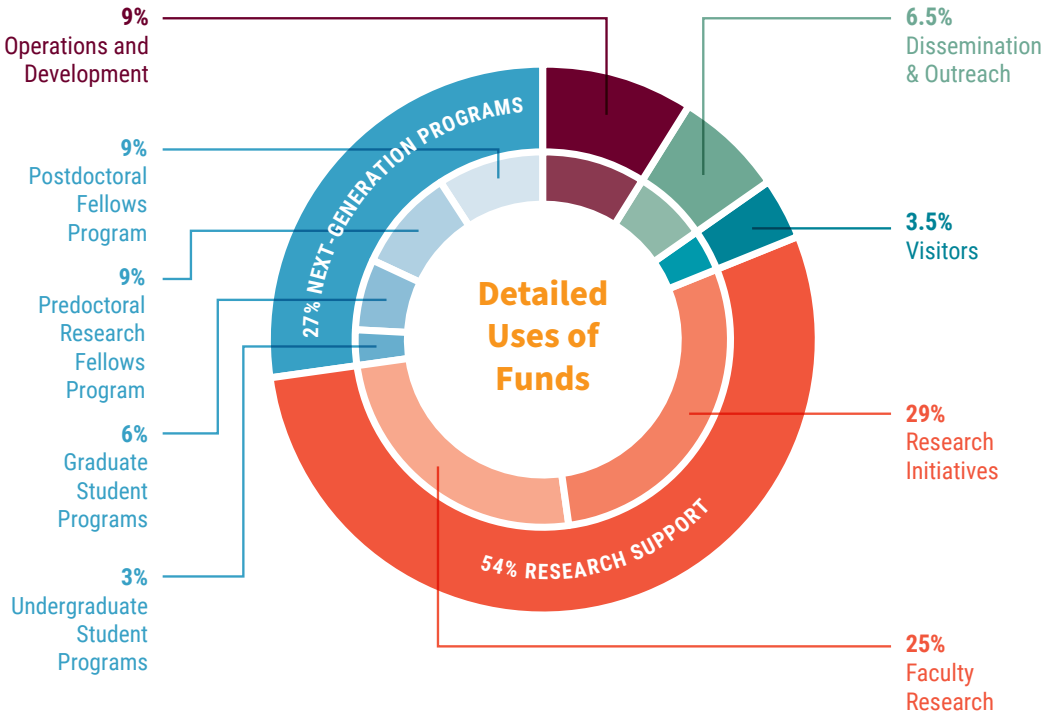 9%
Operations and
Development
9%
Postdoctoral
Fellows
Program
9%
Predoctoral
Research
Fellows
Program
6%
Graduate
Student
Programs
3%
Undergraduate
Student
Programs
27% NEXT-GENERATION PROGRAMS
Detailed
Uses of
Funds
54% RESEARCH SUPPORT
6.5%
Dissemination
& Outreach
3.5%
Visitors
29%
Research
Initiatives
25%
Faculty
Research